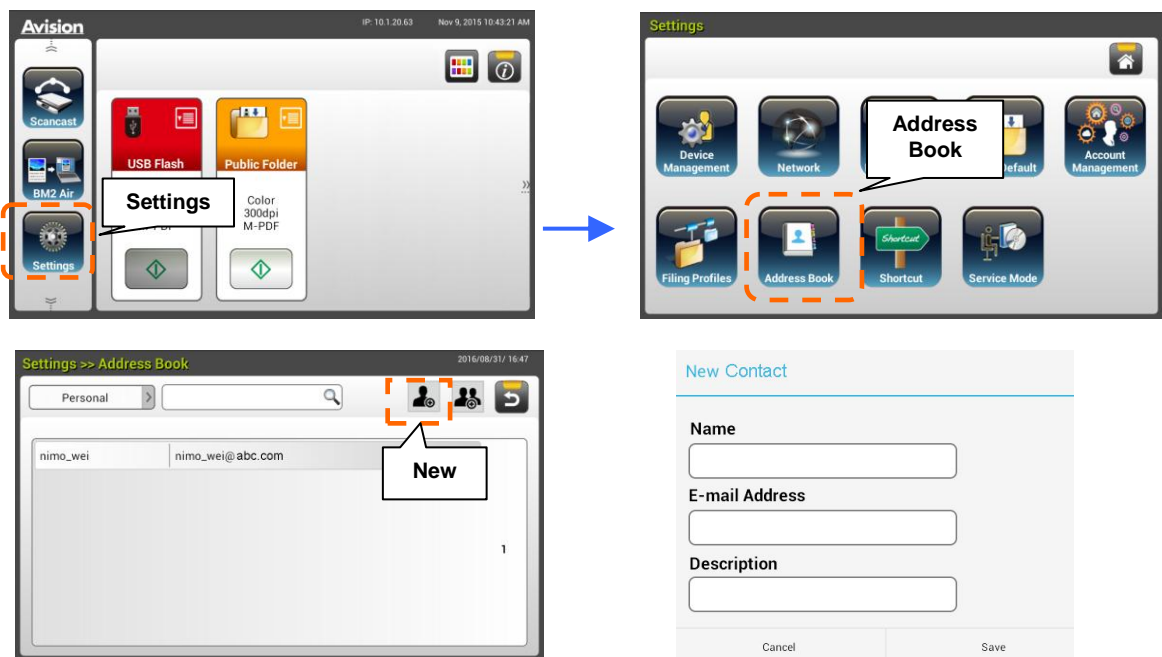 Avision
IP: 10.1.20.63 Nov 9, 2015 10:43:21 AM
Scancast
BM2 Air
Settings
USB Flash
Public Folder
Color
300dpi
M-PDF
Settings
Settings
Device
Management
Network
Default
Account
Management
Address
Book
Filing Profiles
Address Book
Shortcut
Shortcut
Service Mode
Settings >> Address Book
2016/08/31/ 16:47
Personal
nimo_wei nimo_wei@abc.com
New
1
New Contact
Name
E-mail Address
Description
Cancel Save